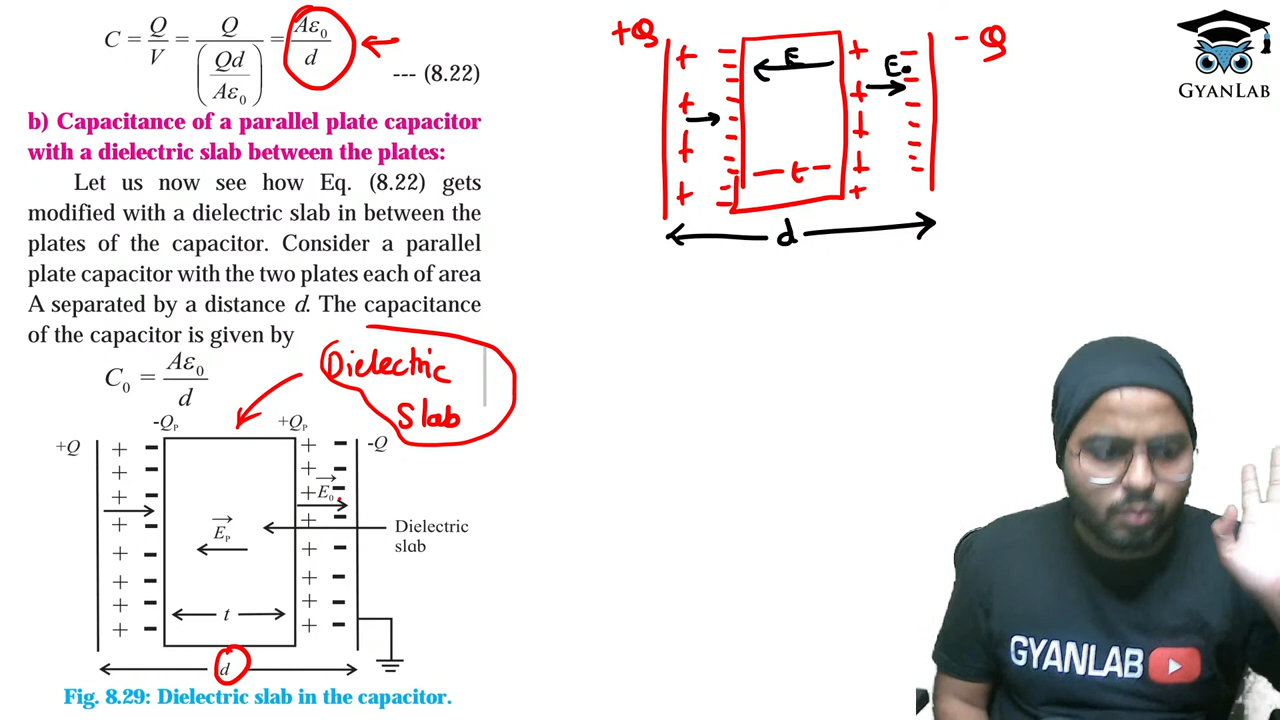 C = Q/V = Q/(Qd/Aε₀) = Aε₀/d
--- (8.22)
b) Capacitance of a parallel plate capacitor
with a dielectric slab between the plates:
Let us now see how Eq. (8.22) gets
modified with a dielectric slab in between the
plates of the capacitor. Consider a parallel
plate capacitor with the two plates each of area
A separated by a distance d. The capacitance
of the capacitor is given by
C₀ = Aε₀/d
Dielectric
Slab
-Qₚ +Qₚ
+Q -Q
E₀
Eₚ
Dielectric
slab
t
d
Fig. 8.29: Dielectric slab in the capacitor.
+Q -Q
E
E₀
t
d
GYANLAB
GYANLAB